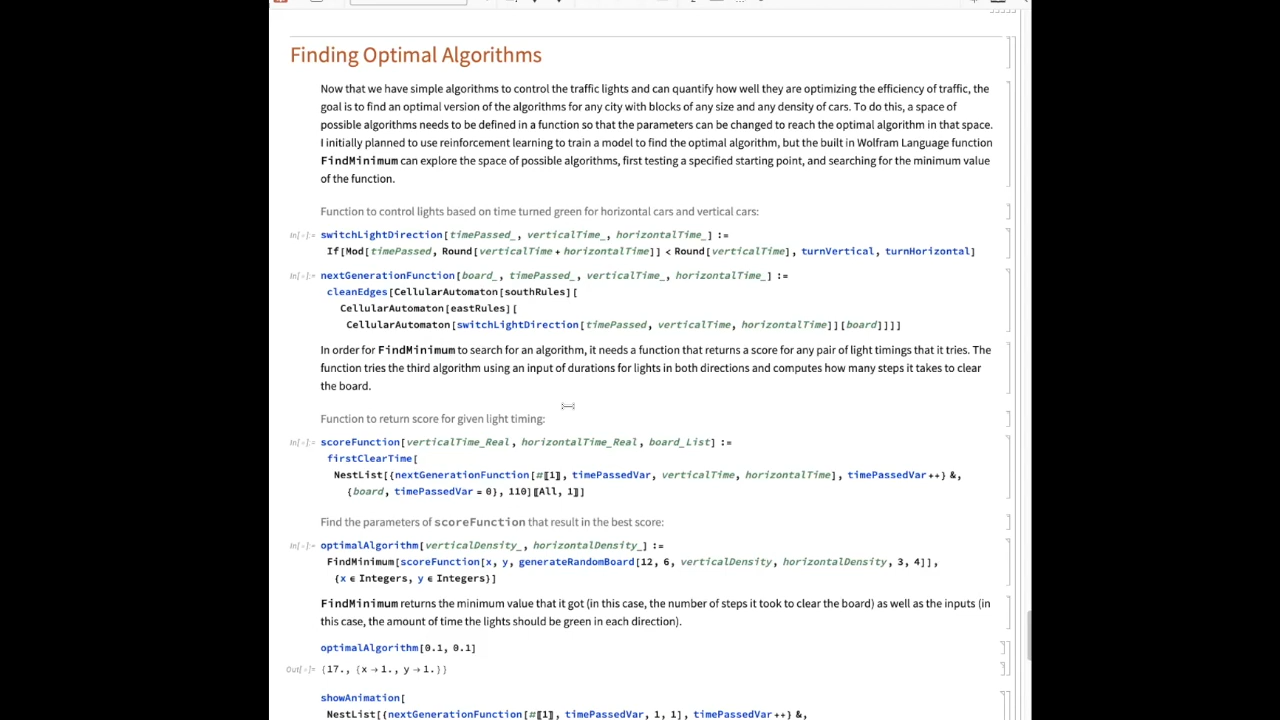 Finding Optimal Algorithms
Now that we have simple algorithms to control the traffic lights and can quantify how well they are optimizing the efficiency of traffic, the
goal is to find an optimal version of the algorithms for any city with blocks of any size and any density of cars. To do this, a space of
possible algorithms needs to be defined in a function so that the parameters can be changed to reach the optimal algorithm in that space.
I initially planned to use reinforcement learning to train a model to find the optimal algorithm, but the built in Wolfram Language function
FindMinimum can explore the space of possible algorithms, first testing a specified starting point, and searching for the minimum value
of the function.
Function to control lights based on time turned green for horizontal cars and vertical cars:
In[◦]:= switchLightDirection[timePassed_, verticalTime_, horizontalTime_] :=
If[Mod[timePassed, Round[verticalTime + horizontalTime]] < Round[verticalTime], turnVertical, turnHorizontal]
In[◦]:= nextGenerationFunction[board_, timePassed_, verticalTime_, horizontalTime_] :=
cleanEdges[CellularAutomaton[southRules][
CellularAutomaton[eastRules][
CellularAutomaton[switchLightDirection[timePassed, verticalTime, horizontalTime]][board]]]]
In order for FindMinimum to search for an algorithm, it needs a function that returns a score for any pair of light timings that it tries. The
function tries the third algorithm using an input of durations for lights in both directions and computes how many steps it takes to clear
the board.
Function to return score for given light timing:
In[◦]:= scoreFunction[verticalTime_Real, horizontalTime_Real, board_List] :=
firstClearTime[
NestList[{nextGenerationFunction[#〚1〛, timePassedVar, verticalTime, horizontalTime], timePassedVar++} &,
{board, timePassedVar = 0}, 110]〚All, 1〛]
Find the parameters of scoreFunction that result in the best score:
In[◦]:= optimalAlgorithm[verticalDensity_, horizontalDensity_] :=
FindMinimum[scoreFunction[x, y, generateRandomBoard[12, 6, verticalDensity, horizontalDensity, 3, 4]],
{x ∈ Integers, y ∈ Integers}]
FindMinimum returns the minimum value that it got (in this case, the number of steps it took to clear the board) as well as the inputs (in
this case, the amount of time the lights should be green in each direction).
optimalAlgorithm[0.1, 0.1]
Out[◦]= {17., {x → 1., y → 1.}}
showAnimation[
NestList[{nextGenerationFunction[#〚1〛, timePassedVar, 1, 1], timePassedVar++} &,